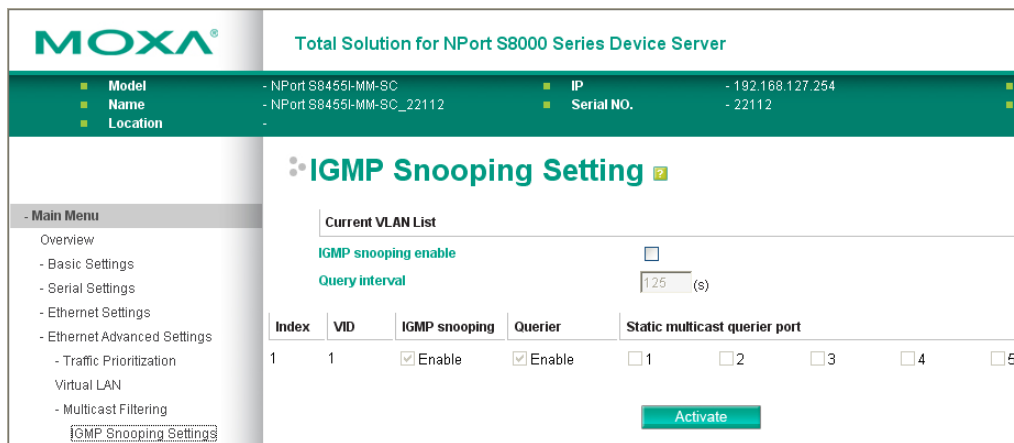 MOXA®
Total Solution for NPort S8000 Series Device Server
Model - NPort S8455I-MM-SC IP - 192.168.127.254
Name - NPort S8455I-MM-SC_22112 Serial NO. - 22112
Location -
IGMP Snooping Setting ?
- Main Menu
Overview
- Basic Settings
- Serial Settings
- Ethernet Settings
- Ethernet Advanced Settings
- Traffic Prioritization
Virtual LAN
- Multicast Filtering
IGMP Snooping Settings
Current VLAN List
IGMP snooping enable
Query interval 125 (s)
Index VID IGMP snooping Querier Static multicast querier port
1 1 Enable Enable 1 2 3 4 5
Activate